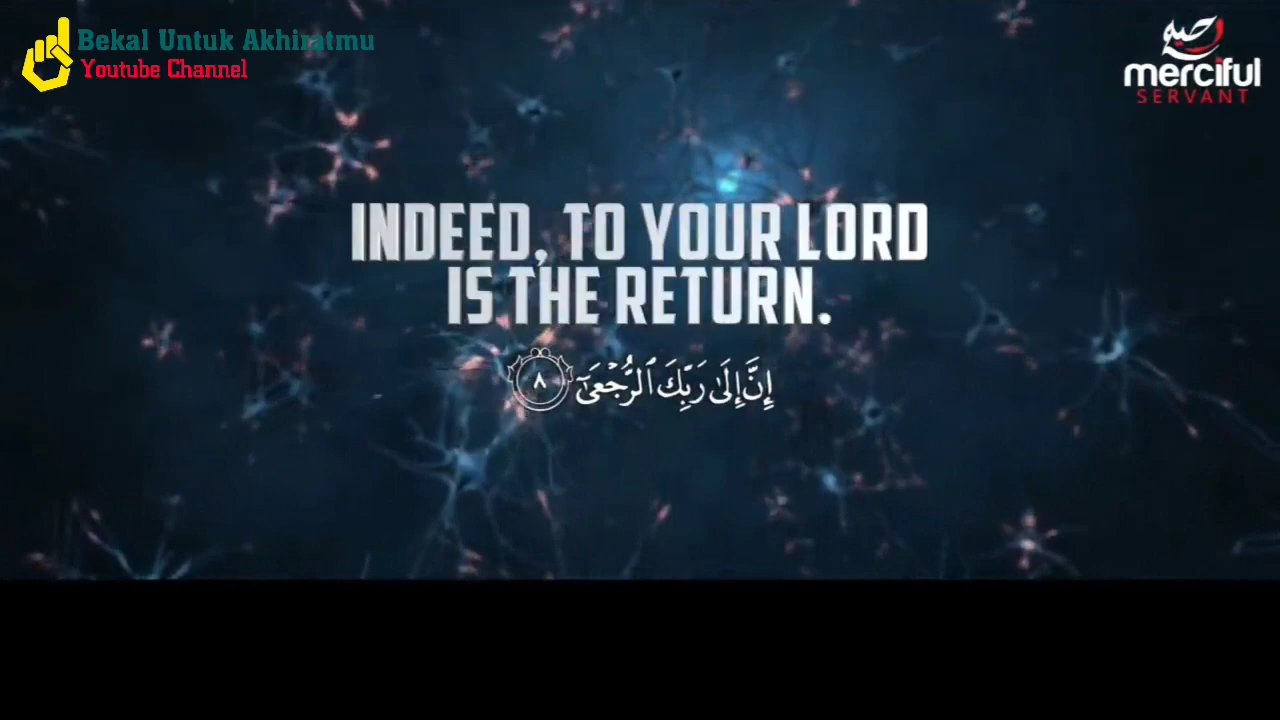 Bekal Untuk Akhiratmu
Youtube Channel
merciful
SERVANT
INDEED, TO YOUR LORD
IS THE RETURN.
إِنَّ إِلَىٰ رَبِّكَ ٱلرُّجْعَىٰٓ ٨